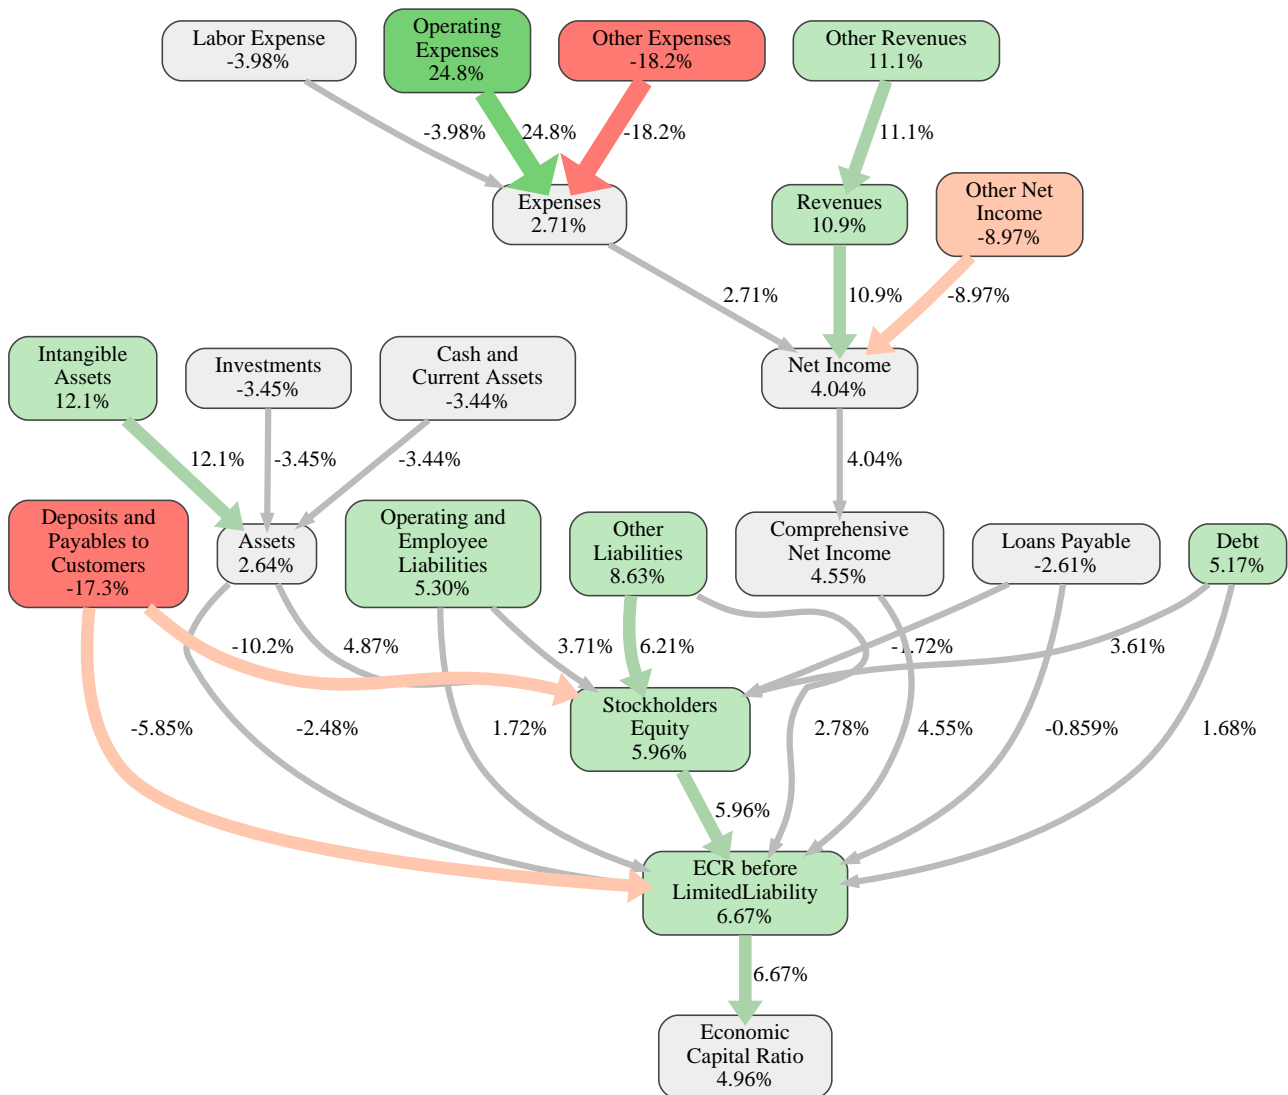 Labor Expense
-3.98%
Operating
Expenses
24.8%
Other Expenses
-18.2%
Other Revenues
11.1%
-3.98%
24.8%
-18.2%
11.1%
Expenses
2.71%
Revenues
10.9%
Other Net
Income
-8.97%
2.71%
10.9%
-8.97%
Intangible
Assets
12.1%
Investments
-3.45%
Cash and
Current Assets
-3.44%
Net Income
4.04%
12.1%
-3.45%
-3.44%
4.04%
Deposits and
Payables to
Customers
-17.3%
Assets
2.64%
Operating and
Employee
Liabilities
5.30%
Other
Liabilities
8.63%
Comprehensive
Net Income
4.55%
Loans Payable
-2.61%
Debt
5.17%
-10.2%
4.87%
3.71%
6.21%
-1.72%
3.61%
Stockholders
Equity
5.96%
-5.85%
-2.48%
1.72%
2.78%
4.55%
-0.859%
1.68%
5.96%
ECR before
LimitedLiability
6.67%
6.67%
Economic
Capital Ratio
4.96%